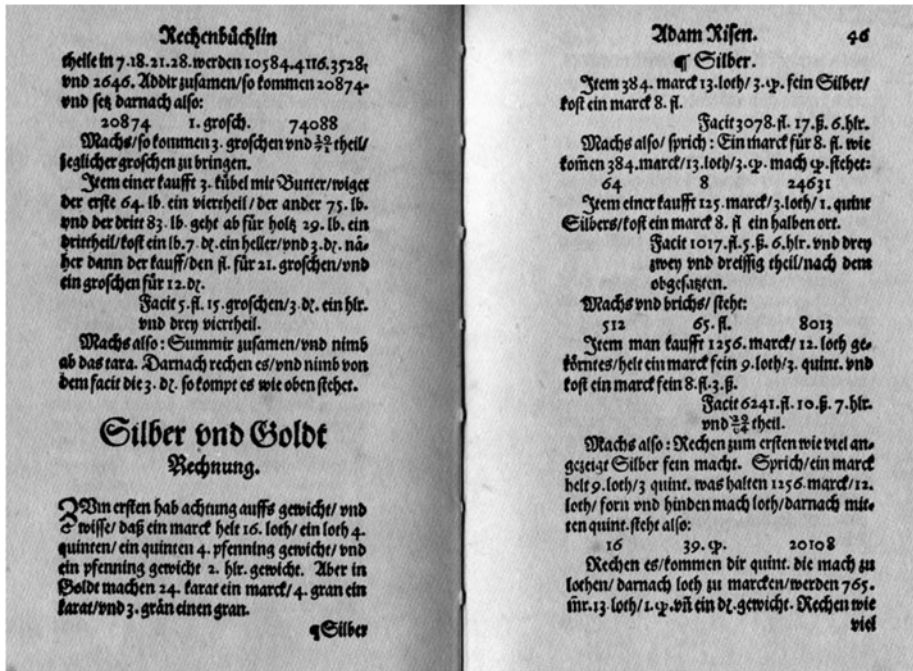 Rechenbüchlin
theile in 7.18.21.28. werden 10584.4116.3528.
vnd 2646. Addir zusamen/ so kommen 20874.
vnd setz darnach also:
20874 1. grosch. 74088
Machs/ so kommen 3. groschen vnd theil/
jeglicher groschen zu bringen.
Item einer kaufft 3. kübel mit Butter/ wiget
der erste 64. lb. ein viertheil/ der ander 75. lb.
vnd der dritt 83. lb. geht ab für holtz 29. lb. ein
drittheil/ kost ein lb. 7. ₰. ein heller/ vnd 3. ₰. nä-
her dann der kauff/ den fl. für 21. groschen/ vnd
ein groschen für 12. ₰.
Facit 5. fl. 15. groschen/ 3. ₰. ein hlr.
vnd drey viertheil.
Machs also: Summir zusamen/ vnd nimb
ab das tara. Darnach rechen es/ vnd nimb von
dem facit die 3. ₰. so kompt es wie oben stehet.
Silber vnd Goldt
Rechnung.
ZVm ersten hab achtung auffs gewicht/ vnd
wisse/ daß ein marck helt 16. loth/ ein loth 4.
quinten/ ein quinten 4. pfenning gewicht/ vnd
ein pfenning gewicht 2. hlr. gewicht. Aber in
Goldt machen 24. karat ein marck/ 4. gran ein
karat/ vnd 3. grän einen gran.
¶ Silber
Adam Risen. 46
¶ Silber.
Item 384. marck 13. loth/ 3. qp. fein Silber/
kost ein marck 8. fl.
Facit 3078. fl. 17. ß. 6. hlr.
Machs also/ sprich: Ein marck für 8. fl. wie
kom̄en 384. marck/ 13. loth/ 3. qp. mach qp. stehet:
64 8 24631
Item einer kaufft 125. marck/ 3. loth/ 1. quint
Silbers/ kost ein marck 8. fl ein halben ort.
Facit 1017. fl. 5. ß. 6. hlr. vnd drey
zwey vnd dreissig theil/ nach dem
obgesatzten.
Machs vnd brichs/ steht:
512 65. fl. 8013
Item man kaufft 1256. marck/ 12. loth ge-
körntes/ helt ein marck fein 9. loth/ 3. quint. vnd
kost ein marck fein 8. fl. 3. ß.
Facit 6241. fl. 10. ß. 7. hlr.
vnd theil.
Machs also: Rechen zum ersten wie viel an-
gezeigt Silber fein macht. Sprich/ ein marck
helt 9. loth/ 3 quint. was halten 1256. marck/ 12.
loth/ forn vnd hinden mach loth/ darnach mit-
ten quint. steht also:
16 39. qp. 20108
Rechen es/ kommen dir quint. die mach zu
lothen/ darnach loth zu marcken/ werden 765.
mr. 13 loth/ 1. qp. vn̄ ein ₰. gewicht. Rechen wie
viel